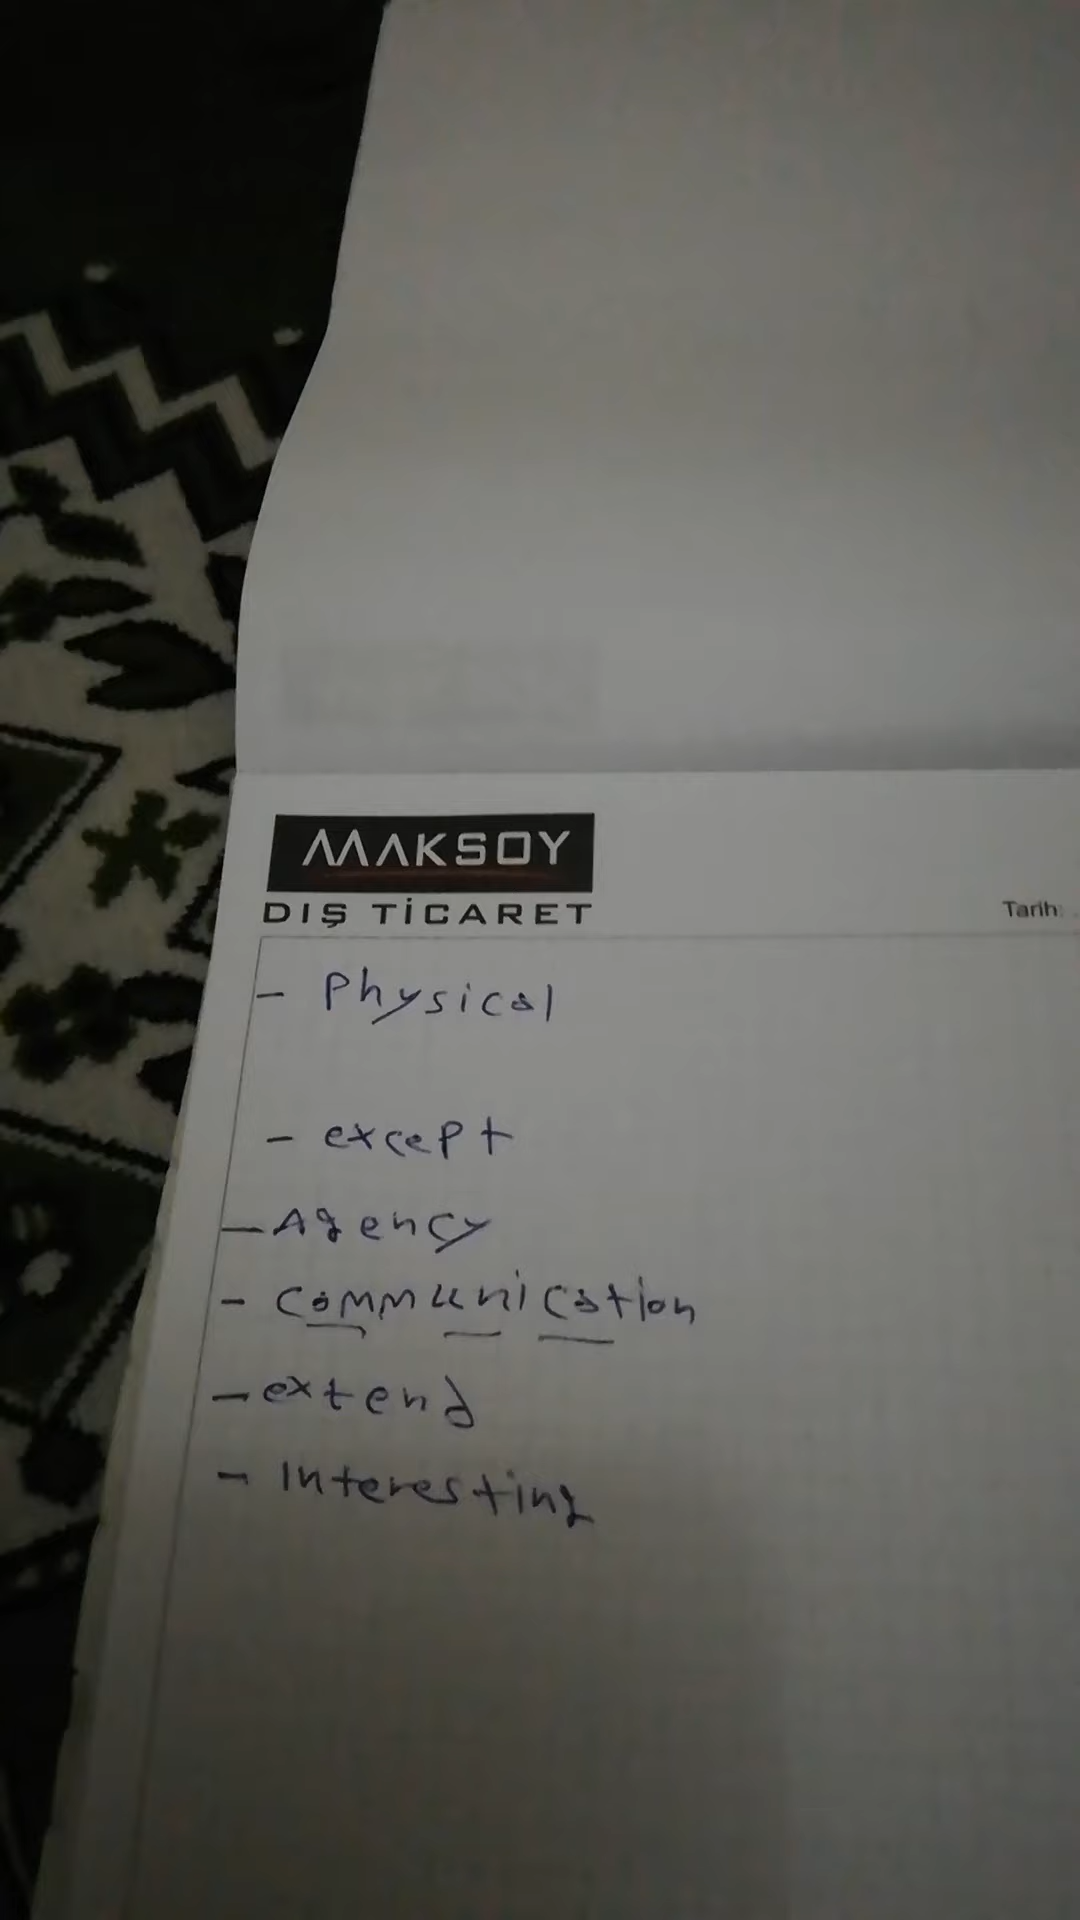 MAKSOY
DIŞ TİCARET
Tarih:
- Physical
- except
- Agency
- Communication
- extend
- Interesting